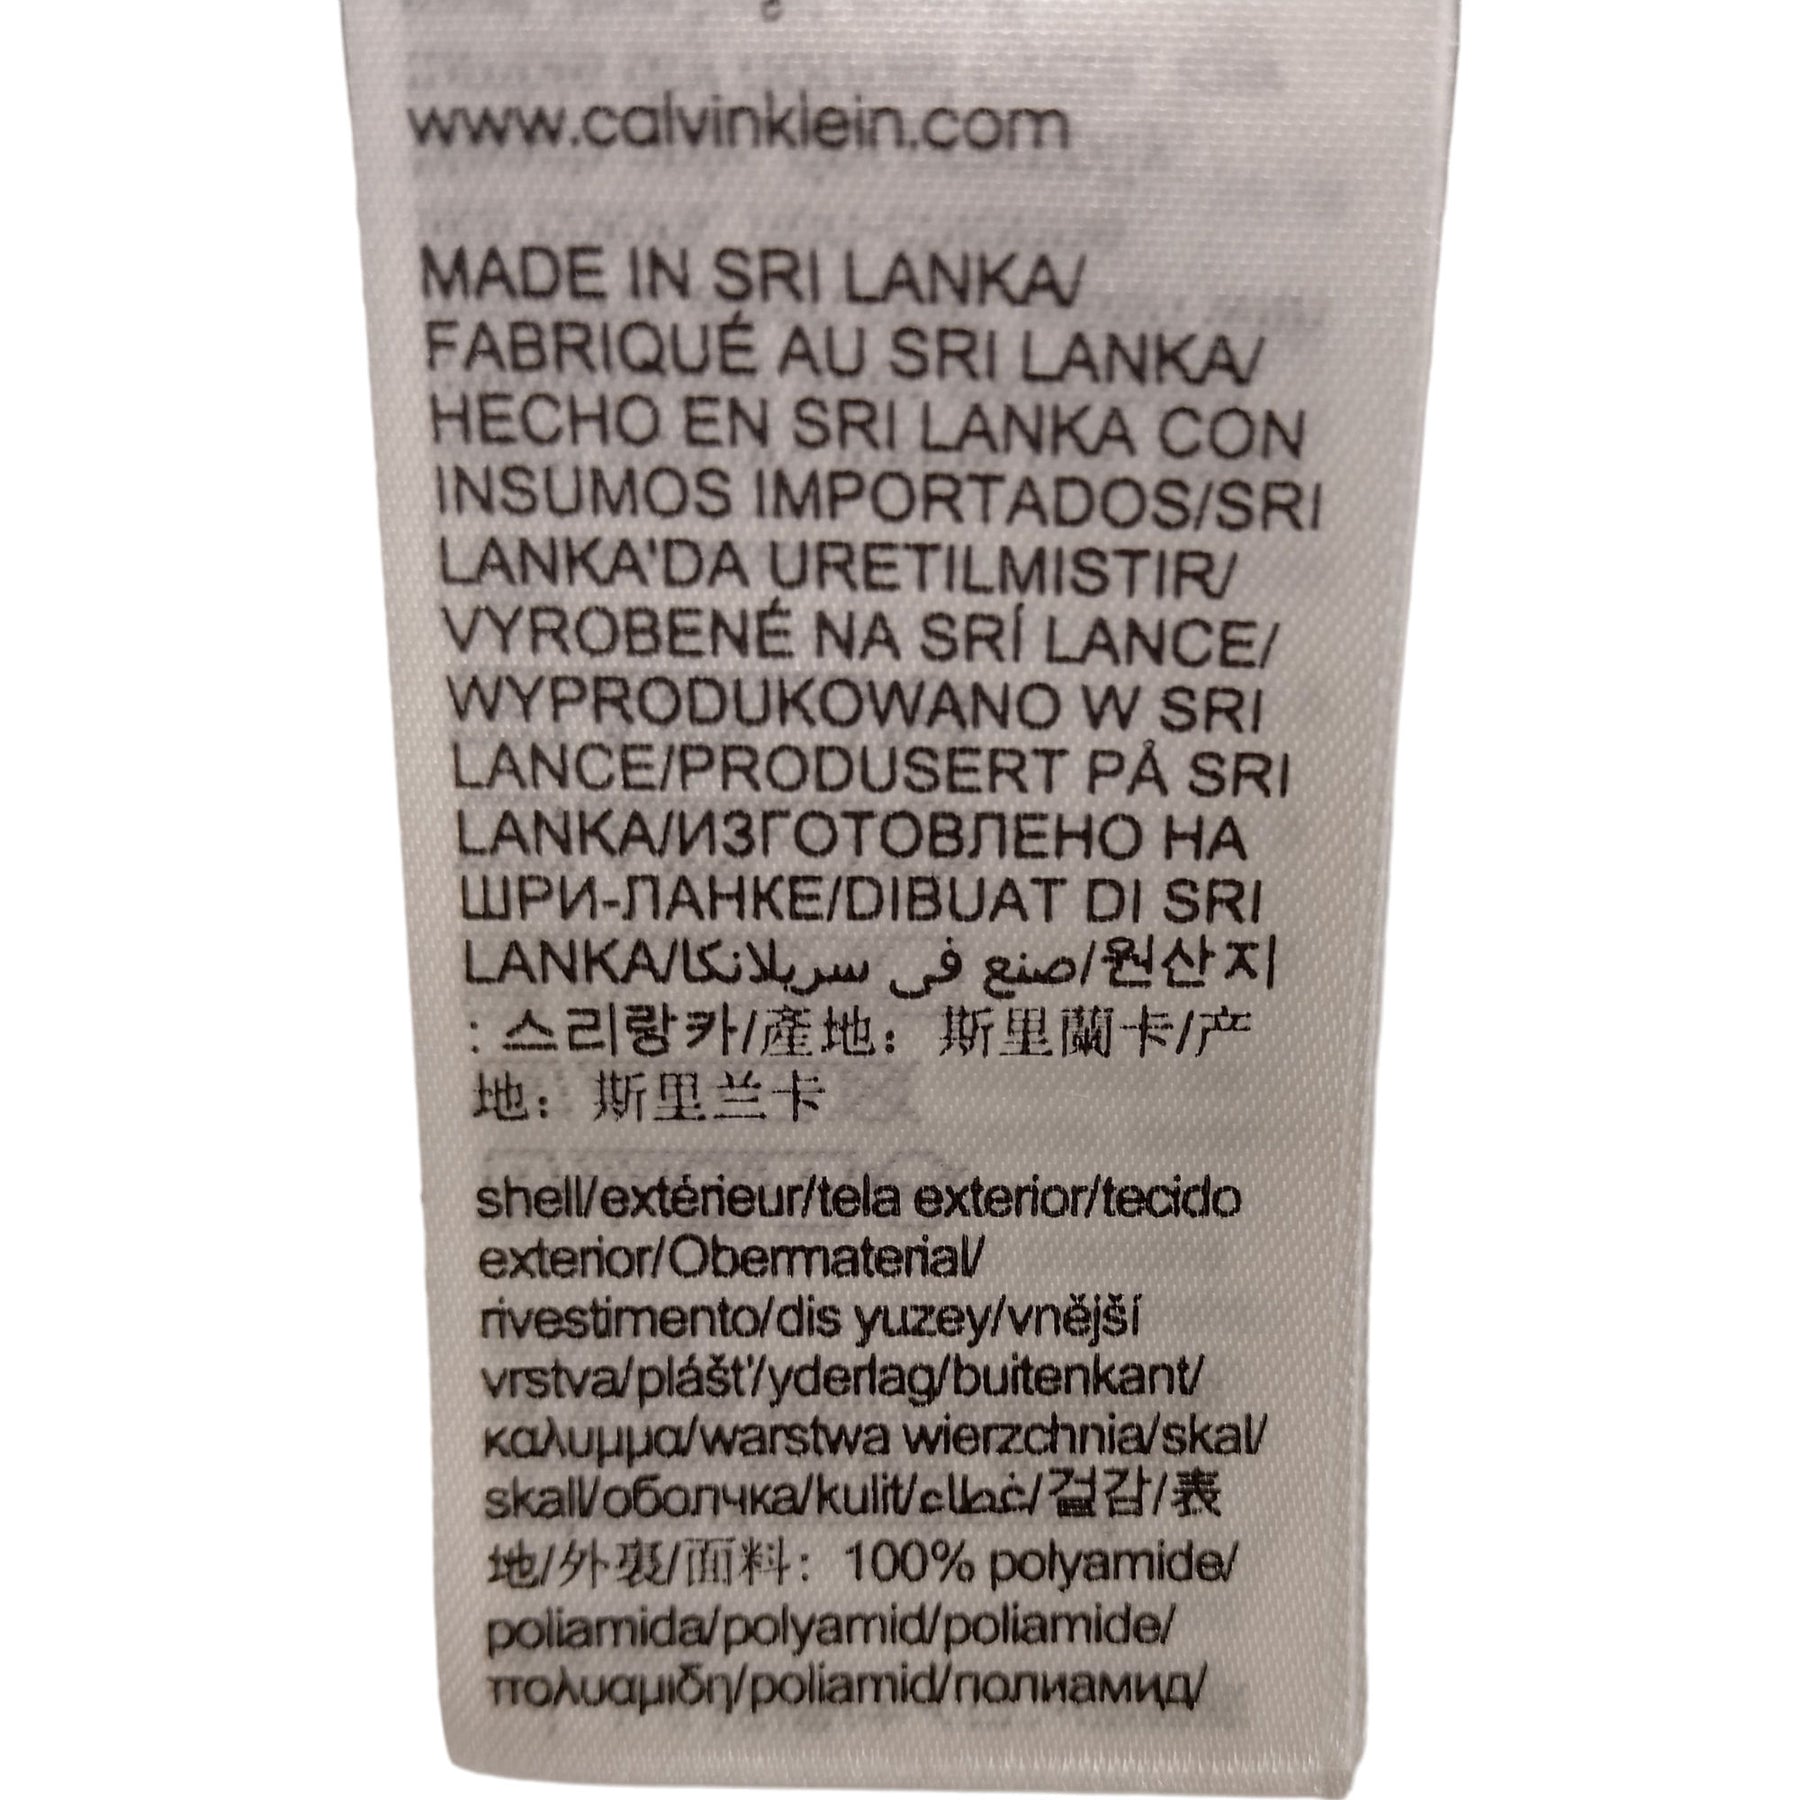 www.calvinklein.com
MADE IN SRI LANKA/
FABRIQUÉ AU SRI LANKA/
HECHO EN SRI LANKA CON
INSUMOS IMPORTADOS/SRI
LANKA'DA URETILMISTIR/
VYROBENÉ NA SRÍ LANCE/
WYPRODUKOWANO W SRI
LANCE/PRODUSERT PÅ SRI
LANKA/ИЗГОТОВЛЕНО НА
ШРИ-ЛАНКЕ/DIBUAT DI SRI
LANKA/صنع في سريلانكا/원산지
: 스리랑카/產地：斯里蘭卡/产
地：斯里兰卡
shell/extérieur/tela exterior/tecido
exterior/Obermaterial/
rivestimento/dis yuzey/vnější
vrstva/plášt'/yderlag/buitenkant/
καλυμμα/warstwa wierzchnia/skal/
skall/оболчка/kulit/غطاء/겉감/表
地/外裏/面料：100% polyamide/
poliamida/polyamid/poliamide/
πολυαμιδη/poliamid/полиамид/